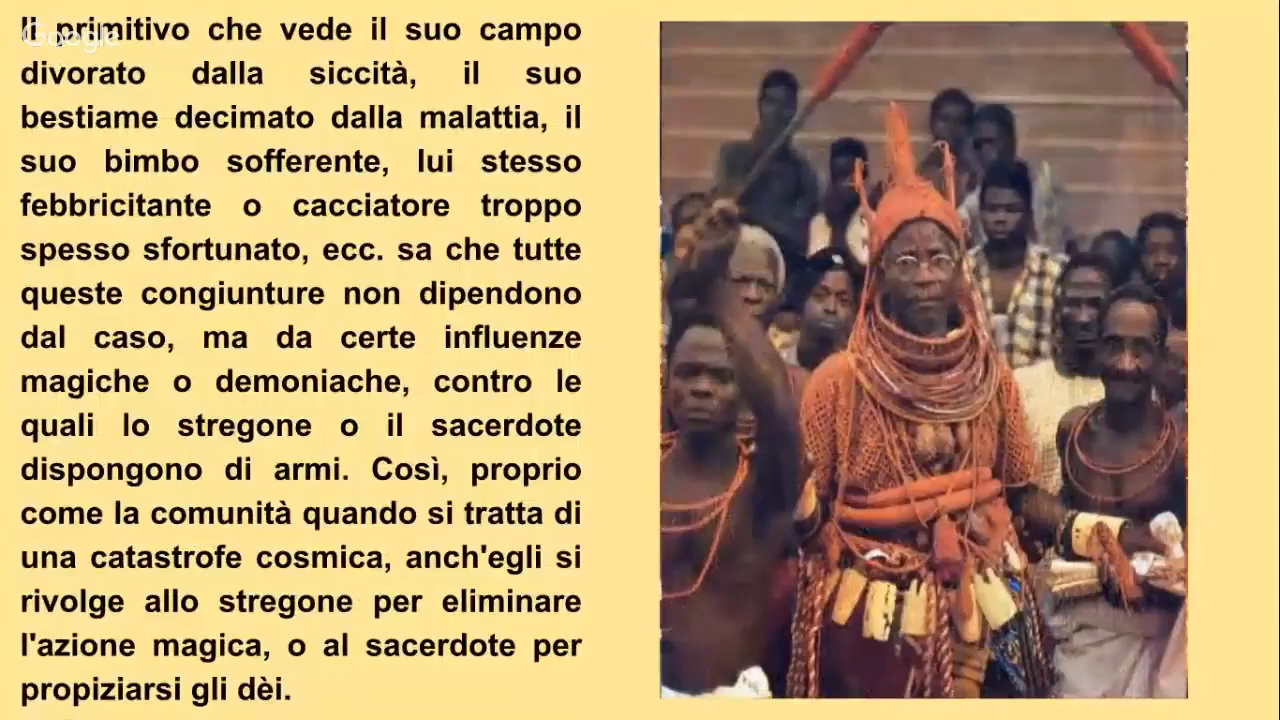 Il primitivo che vede il suo campo
divorato dalla siccità, il suo
bestiame decimato dalla malattia, il
suo bimbo sofferente, lui stesso
febbricitante o cacciatore troppo
spesso sfortunato, ecc. sa che tutte
queste congiunture non dipendono
dal caso, ma da certe influenze
magiche o demoniache, contro le
quali lo stregone o il sacerdote
dispongono di armi. Così, proprio
come la comunità quando si tratta di
una catastrofe cosmica, anch'egli si
rivolge allo stregone per eliminare
l'azione magica, o al sacerdote per
propiziarsi gli dèi.
Google